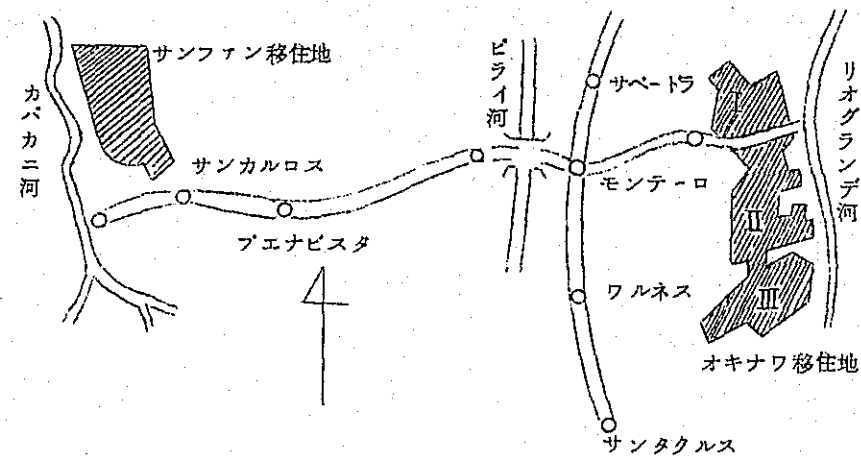 サンファン移住地
カパカニ河
サンカルロス
プエナビスタ
ピライ河
サベートラ
モンテーロ
ワルネス
サンタクルス
I
II
III
リオグランデ河
オキナワ移住地